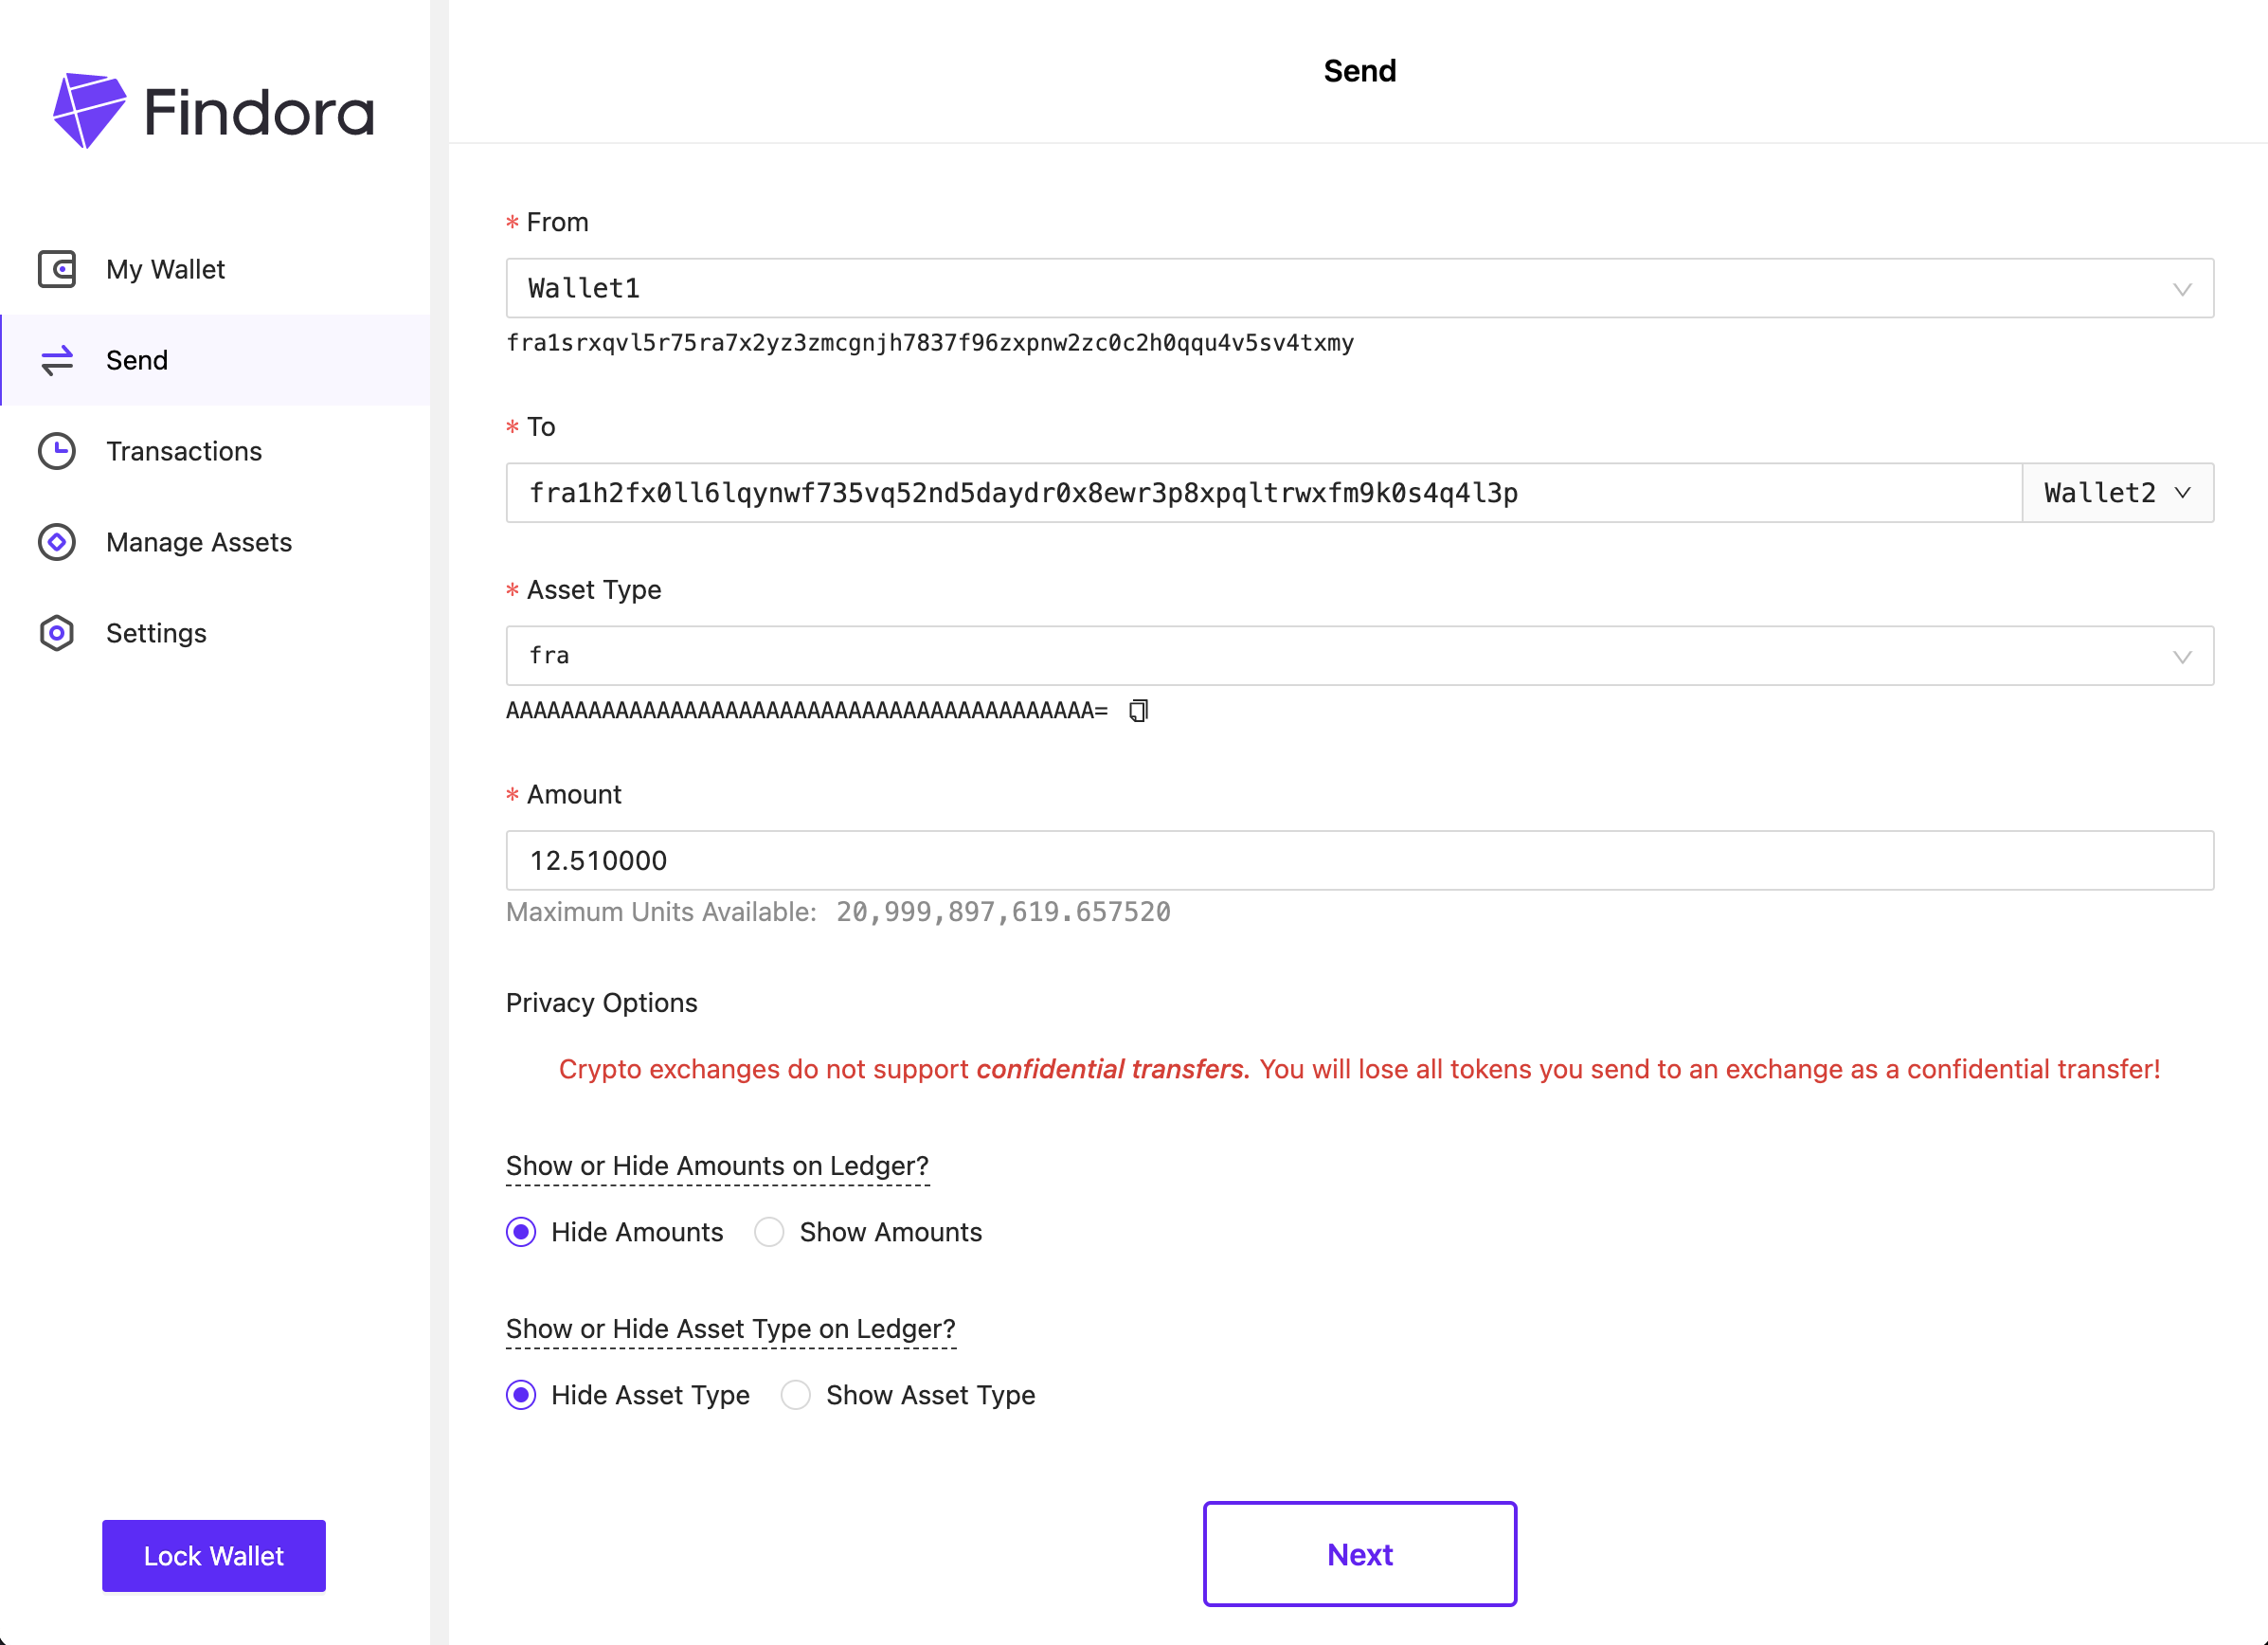 Findora
My Wallet
Send
Transactions
Manage Assets
Settings
Lock Wallet
Send
* From
Wallet1
fra1srxqvl5r75ra7x2yz3zmcgnjh7837f96zxpnw2zc0c2h0qqu4v5sv4txmy
* To
fra1h2fx0ll6lqynwf735vq52nd5daydr0x8ewr3p8xpqltrwxfm9k0s4q4l3p Wallet2
* Asset Type
fra
AAAAAAAAAAAAAAAAAAAAAAAAAAAAAAAAAAAAAAAAAAA=
* Amount
12.510000
Maximum Units Available: 20,999,897,619.657520
Privacy Options
Crypto exchanges do not support confidential transfers. You will lose all tokens you send to an exchange as a confidential transfer!
Show or Hide Amounts on Ledger?
Hide Amounts Show Amounts
Show or Hide Asset Type on Ledger?
Hide Asset Type Show Asset Type
Next